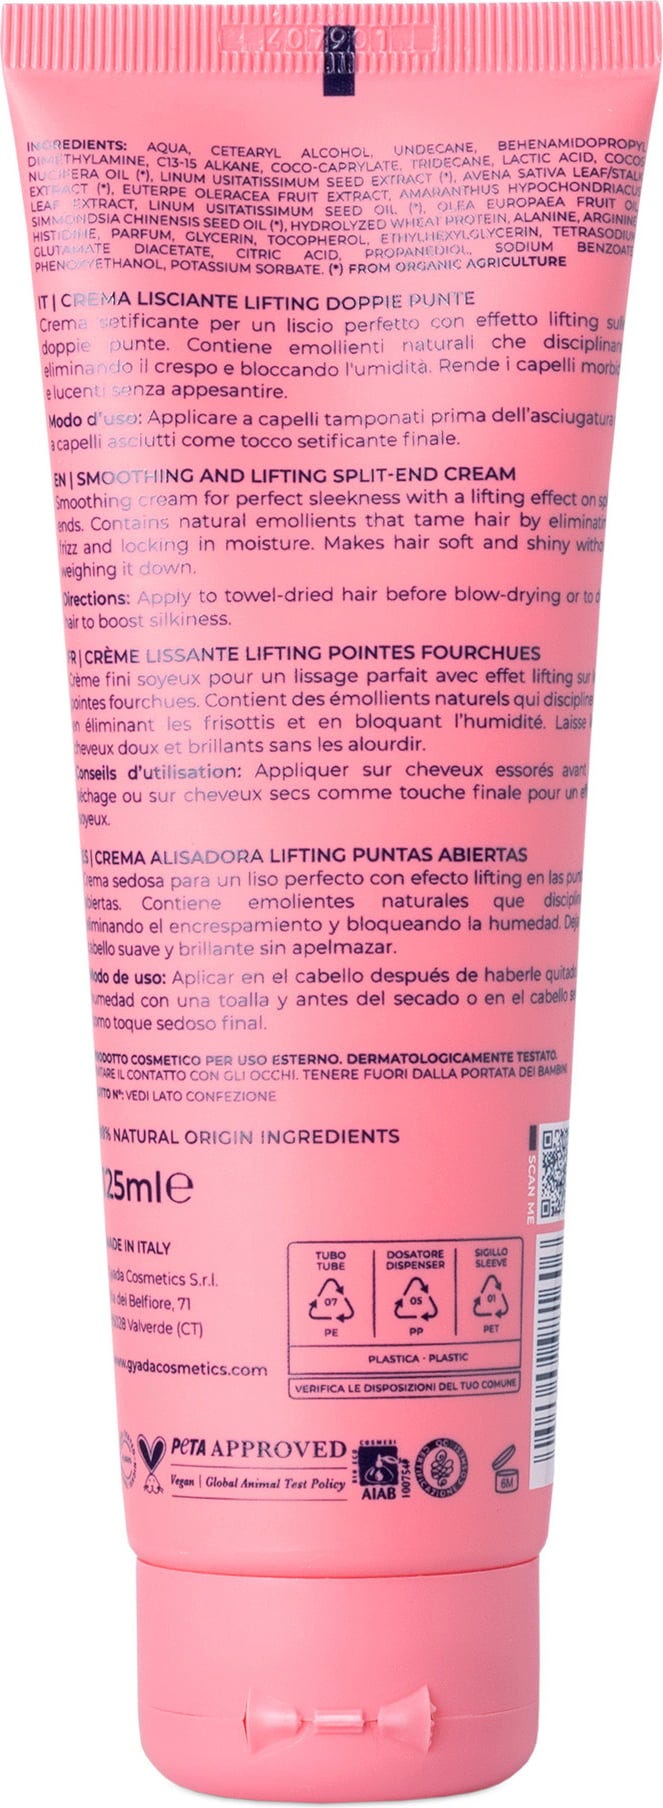 1407901
INGREDIENTS: AQUA, CETEARYL ALCOHOL, UNDECANE, BEHENAMIDOPROPYL
DIMETHYLAMINE, C13-15 ALKANE, COCO-CAPRYLATE, TRIDECANE, LACTIC ACID, COCOS
NUCIFERA OIL (*), LINUM USITATISSIMUM SEED EXTRACT (*), AVENA SATIVA LEAF/STALK
EXTRACT (*), EUTERPE OLERACEA FRUIT EXTRACT, AMARANTHUS HYPOCHONDRIACUS
LEAF EXTRACT, LINUM USITATISSIMUM SEED OIL (*), OLEA EUROPAEA FRUIT OIL
SIMMONDSIA CHINENSIS SEED OIL (*), HYDROLYZED WHEAT PROTEIN, ALANINE, ARGININE
HISTIDINE, PARFUM, GLYCERIN, TOCOPHEROL, ETHYLHEXYLGLYCERIN, TETRASODIUM
GLUTAMATE DIACETATE, CITRIC ACID, PROPANEDIOL, SODIUM BENZOATE
PHENOXYETHANOL, POTASSIUM SORBATE. (*) FROM ORGANIC AGRICULTURE
IT | CREMA LISCIANTE LIFTING DOPPIE PUNTE
Crema setificante per un liscio perfetto con effetto lifting sulle
doppie punte. Contiene emollienti naturali che disciplinano
eliminando il crespo e bloccando l'umidità. Rende i capelli morbidi
e lucenti senza appesantire.
Modo d'uso: Applicare a capelli tamponati prima dell'asciugatura
a capelli asciutti come tocco setificante finale.
EN | SMOOTHING AND LIFTING SPLIT-END CREAM
Smoothing cream for perfect sleekness with a lifting effect on sp
ends. Contains natural emollients that tame hair by eliminati
frizz and locking in moisture. Makes hair soft and shiny witho
weighing it down.
Directions: Apply to towel-dried hair before blow-drying or to d
hair to boost silkiness.
FR | CRÈME LISSANTE LIFTING POINTES FOURCHUES
Crème fini soyeux pour un lissage parfait avec effet lifting sur l
pointes fourchues. Contient des émollients naturels qui discipline
en éliminant les frisottis et en bloquant l'humidité. Laisse l
cheveux doux et brillants sans les alourdir.
Conseils d'utilisation: Appliquer sur cheveux essorés avant
séchage ou sur cheveux secs comme touche finale pour un ef
soyeux.
ES | CREMA ALISADORA LIFTING PUNTAS ABIERTAS
Crema sedosa para un liso perfecto con efecto lifting en las punt
abiertas. Contiene emolientes naturales que disciplin
eliminando el encrespamiento y bloqueando la humedad. Deja
cabello suave y brillante sin apelmazar.
Modo de uso: Aplicar en el cabello después de haberle quitado
humedad con una toalla y antes del secado o en el cabello se
como toque sedoso final.
PRODOTTO COSMETICO PER USO ESTERNO. DERMATOLOGICAMENTE TESTATO.
EVITARE IL CONTATTO CON GLI OCCHI. TENERE FUORI DALLA PORTATA DEI BAMBINI
LOTTO N°: VEDI LATO CONFEZIONE
% NATURAL ORIGIN INGREDIENTS
125ml e
SCAN ME
MADE IN ITALY
Gyada Cosmetics S.r.l.
Via del Belfiore, 71
95028 Valverde (CT)
www.gyadacosmetics.com
TUBO
TUBE
07
PE
DOSATORE
DISPENSER
05
PP
SIGILLO
SLEEVE
01
PET
PLASTICA - PLASTIC
VERIFICA LE DISPOSIZIONI DEL TUO COMUNE
PETA APPROVED
Vegan | Global Animal Test Policy
COSMESI
BIO ECO
AIAB
6M